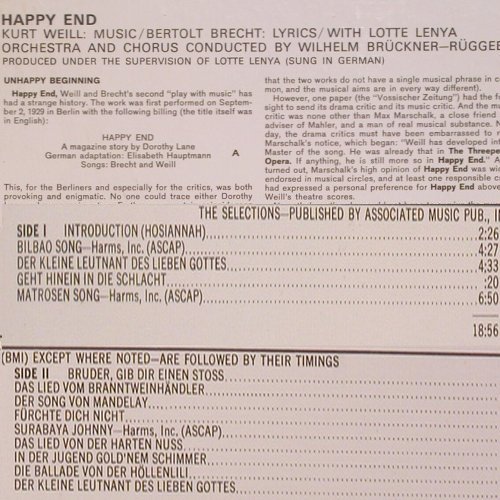 HAPPY END
KURT WEILL: MUSIC/BERTOLT BRECHT: LYRICS/WITH LOTTE LENYA
ORCHESTRA AND CHORUS CONDUCTED BY WILHELM BRÜCKNER—RÜGGE
PRODUCED UNDER THE SUPERVISION OF LOTTE LENYA (SUNG IN GERMAN)
UNHAPPY BEGINNING
Happy End, Weill and Brecht's second "play with music" has
had a strange history. The work was first performed on Septem-
ber 2, 1929 in Berlin with the following billing (the title itself was
in English):
HAPPY END
A magazine story by Dorothy Lane
German adaptation: Elisabeth Hauptmann
Songs: Brecht and Weill
A
This, for the Berliners and especially for the critics, was both
provoking and enigmatic. No one could trace either Dorothy
that the two works do not have a single musical phrase in c
mon, and the musical aims are in every way different).
However, one paper (the "Vossischer Zeitung") had the fo
sight to send its drama critic and its music critic. And the m
critic was none other than Max Marschalk, a close friend
adviser of Mahler, and a man of real musical substance. N
day, the drama critics must have been embarrassed to r
Marschalk's notice, which began: "Weill has developed int
Master of the song. He was already that in The Threepe
Opera. If anything, he is still more so in Happy End." A
turned out, Marschalk's high opinion of Happy End was wi
endorsed in musical circles, and at least one responsible c
had expressed a personal preference for Happy End above
Weill's theatre scores.
THE SELECTIONS—PUBLISHED BY ASSOCIATED MUSIC PUB., I
SIDE I INTRODUCTION (HOSIANNAH) 2:26
BILBAO SONG—Harms, Inc. (ASCAP) 4:27
DER KLEINE LEUTNANT DES LIEBEN GOTTES 4:33
GEHT HINEIN IN DIE SCHLACHT :20
MATROSEN SONG—Harms, Inc. (ASCAP) 6:50
18:56
(BMI) EXCEPT WHERE NOTED—ARE FOLLOWED BY THEIR TIMINGS
SIDE II BRUDER, GIB DIR EINEN STOSS
DAS LIED VOM BRANNTWEINHÄNDLER
DER SONG VON MANDELAY
FÜRCHTE DICH NICHT
SURABAYA JOHNNY—Harms, Inc. (ASCAP)
DAS LIED VON DER HARTEN NUSS
IN DER JUGEND GOLD'NEM SCHIMMER
DIE BALLADE VON DER HÖLLENLILI
DER KLEINE LEUTNANT DES LIEBEN GOTTES